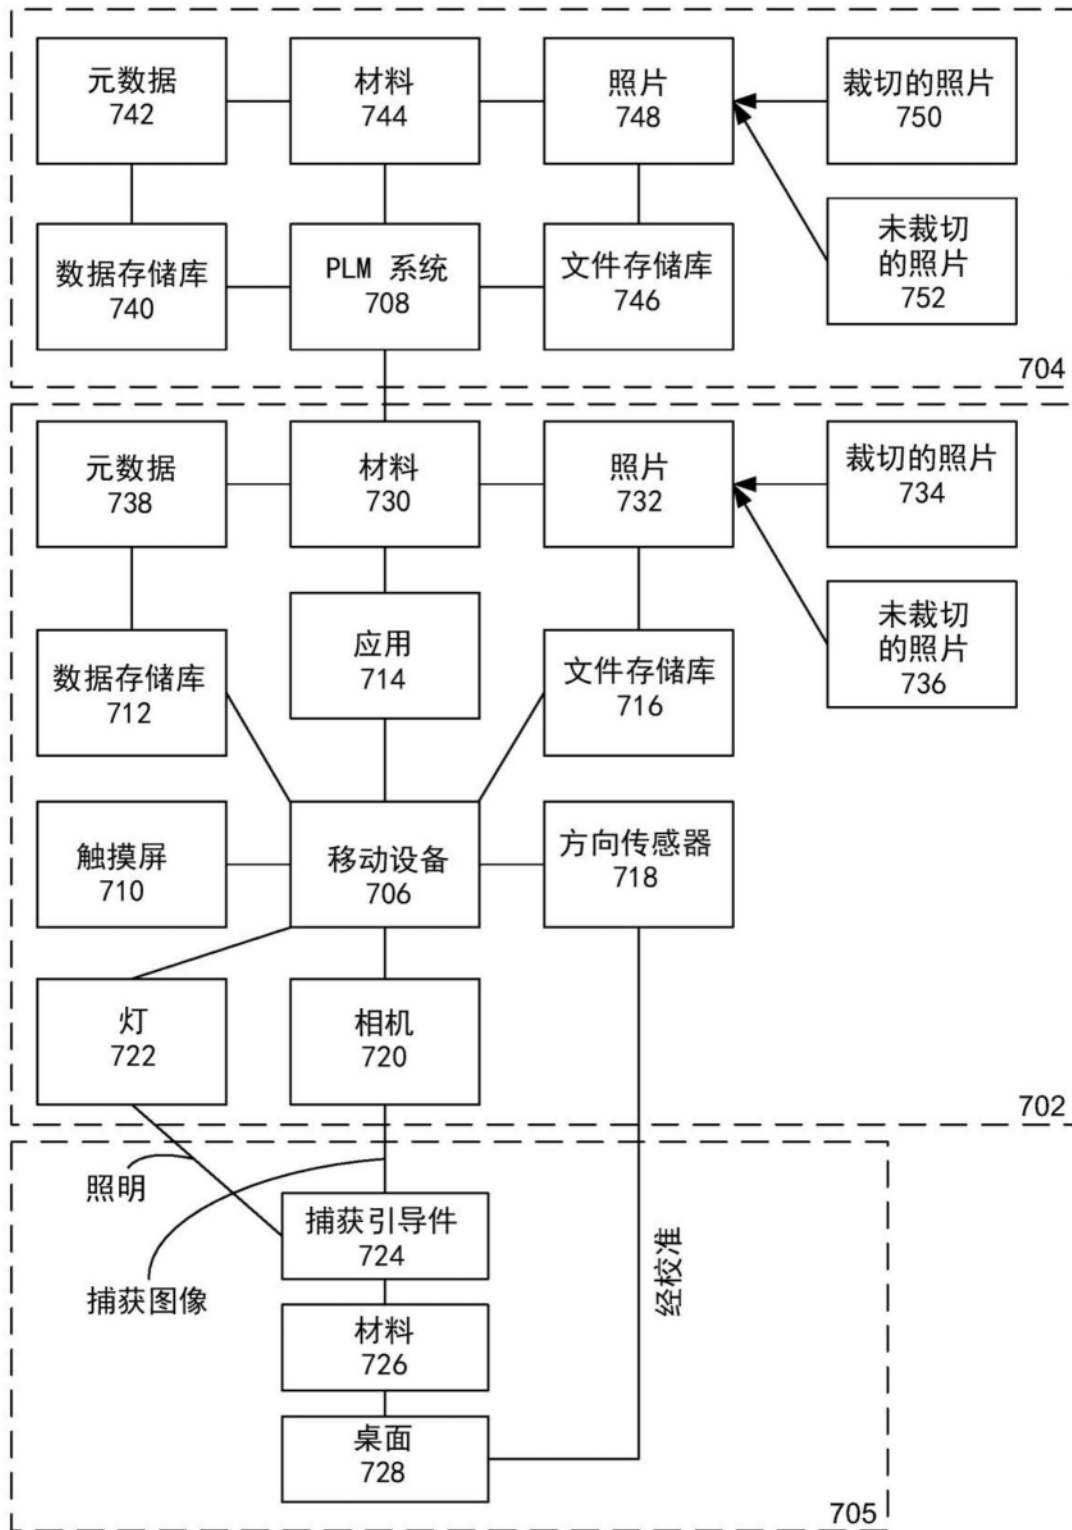 元数据
742
材料
744
照片
748
裁切的照片
750
数据存储库
740
PLM 系统
708
文件存储库
746
未裁切
的照片
752
704
元数据
738
材料
730
照片
732
裁切的照片
734
数据存储库
712
应用
714
文件存储库
716
未裁切
的照片
736
触摸屏
710
移动设备
706
方向传感器
718
灯
722
相机
720
702
照明
捕获图像
捕获引导件
724
材料
726
桌面
728
经校准
705